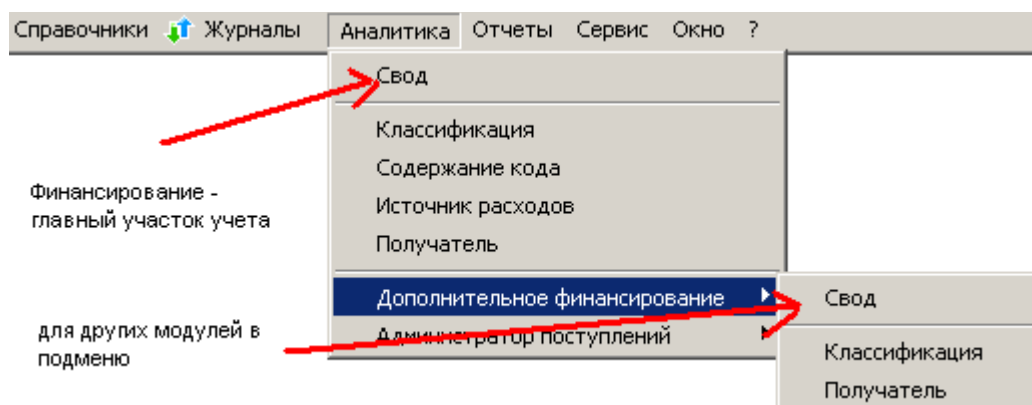 Справочники Журналы Аналитика Отчеты Сервис Окно ?
Свод
Классификация
Содержание кода
Источник расходов
Получатель
Финансирование -
главный участок учета
Дополнительное финансирование
Администратор поступлений
для других модулей в
подменю
Свод
Классификация
Получатель